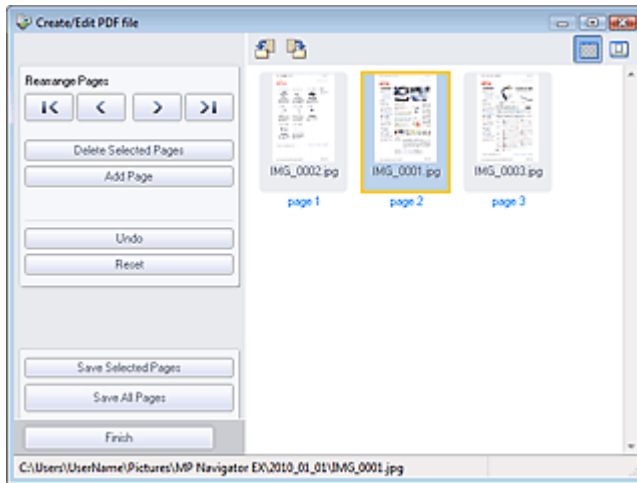 Create/Edit PDF file
Rearrange Pages
Delete Selected Pages
Add Page
Undo
Reset
Save Selected Pages
Save All Pages
Finish
IMG_0002.jpg
IMG_0001.jpg
IMG_0003.jpg
page 1
page 2
page 3
C:\Users\UserName\Pictures\MP Navigator EX\2010_01_01\IMG_0001.jpg